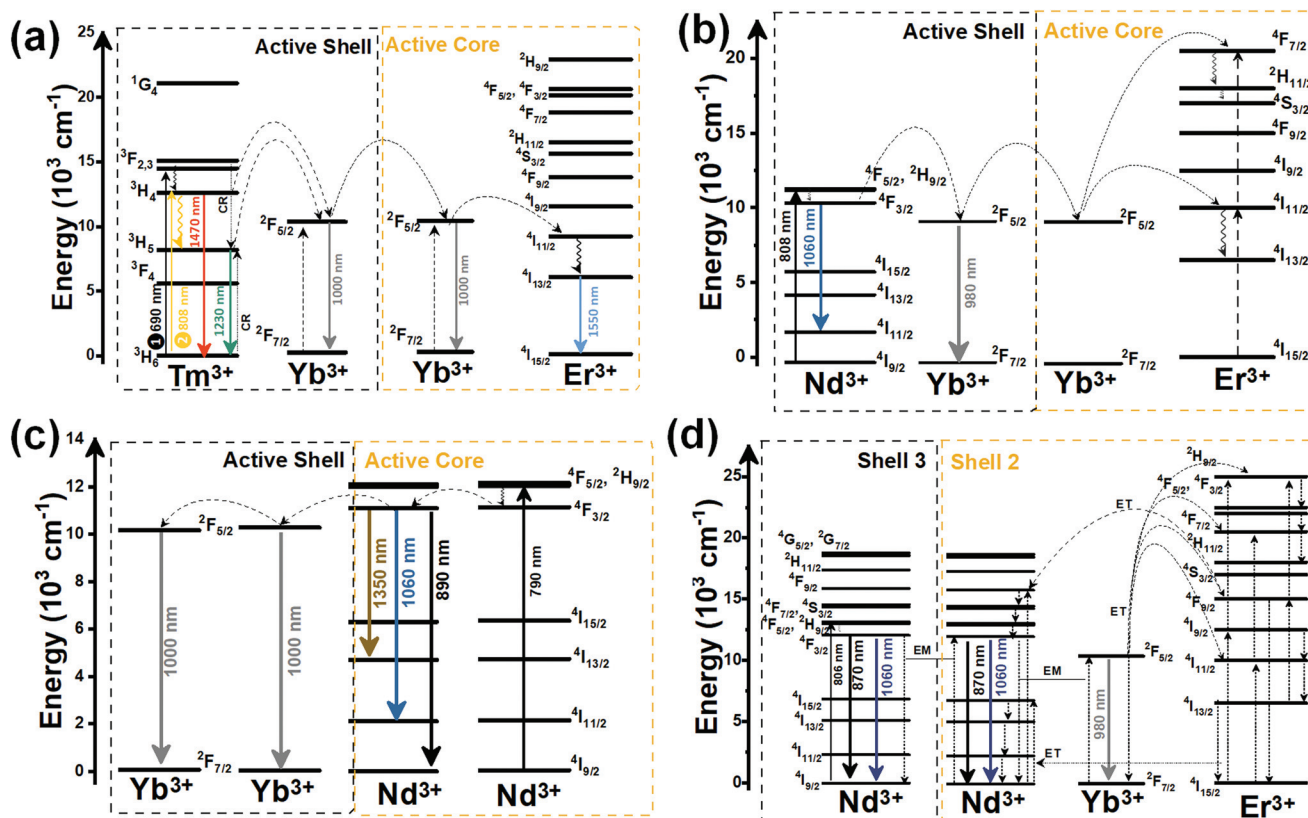 (a)
Energy (10³ cm⁻¹)
25
20
15
10
5
0
Active Shell
Active Core
¹G₄
³F₂,₃
³H₄
³H₅
³F₄
³H₆
❶690 nm
❷808 nm
1470 nm
1230 nm
CR
CR
²F₅/₂
²F₇/₂
1000 nm
²F₅/₂
²F₇/₂
1000 nm
²H₉/₂
⁴F₅/₂, ⁴F₃/₂
⁴F₇/₂
²H₁₁/₂
⁴S₃/₂
⁴F₉/₂
⁴I₉/₂
⁴I₁₁/₂
⁴I₁₃/₂
1550 nm
⁴I₁₅/₂
Tm³⁺
Yb³⁺
Yb³⁺
Er³⁺
(b)
Energy (10³ cm⁻¹)
20
15
10
5
0
Active Shell
Active Core
⁴F₅/₂, ²H₉/₂
⁴F₃/₂
808 nm
1060 nm
⁴I₁₅/₂
⁴I₁₃/₂
⁴I₁₁/₂
⁴I₉/₂
²F₅/₂
980 nm
²F₇/₂
²F₅/₂
²F₇/₂
⁴F₇/₂
²H₁₁/₂
⁴S₃/₂
⁴F₉/₂
⁴I₉/₂
⁴I₁₁/₂
⁴I₁₃/₂
⁴I₁₅/₂
Nd³⁺
Yb³⁺
Yb³⁺
Er³⁺
(c)
Energy (10³ cm⁻¹)
14
12
10
8
6
4
2
0
Active Shell
Active Core
²F₅/₂
²F₇/₂
1000 nm
1000 nm
1350 nm
1060 nm
890 nm
790 nm
⁴F₅/₂, ²H₉/₂
⁴F₃/₂
⁴I₁₅/₂
⁴I₁₃/₂
⁴I₁₁/₂
⁴I₉/₂
Yb³⁺
Yb³⁺
Nd³⁺
Nd³⁺
(d)
Energy (10³ cm⁻¹)
25
20
15
10
5
0
Shell 3
Shell 2
⁴G₅/₂, ²G₇/₂
²H₁₁/₂
⁴F₉/₂
⁴F₇/₂,⁴S₃/₂
⁴F₅/₂,²H₉/₂
⁴F₃/₂
⁴I₁₅/₂
⁴I₁₃/₂
⁴I₁₁/₂
⁴I₉/₂
806 nm
870 nm
1060 nm
EM
870 nm
1060 nm
EM
ET
ET
ET
²F₅/₂
980 nm
²F₇/₂
²H₉/₂
⁴F₅/₂, ⁴F₃/₂
⁴F₇/₂
²H₁₁/₂
⁴S₃/₂
⁴F₉/₂
⁴I₉/₂
⁴I₁₁/₂
⁴I₁₃/₂
⁴I₁₅/₂
Nd³⁺
Nd³⁺
Yb³⁺
Er³⁺